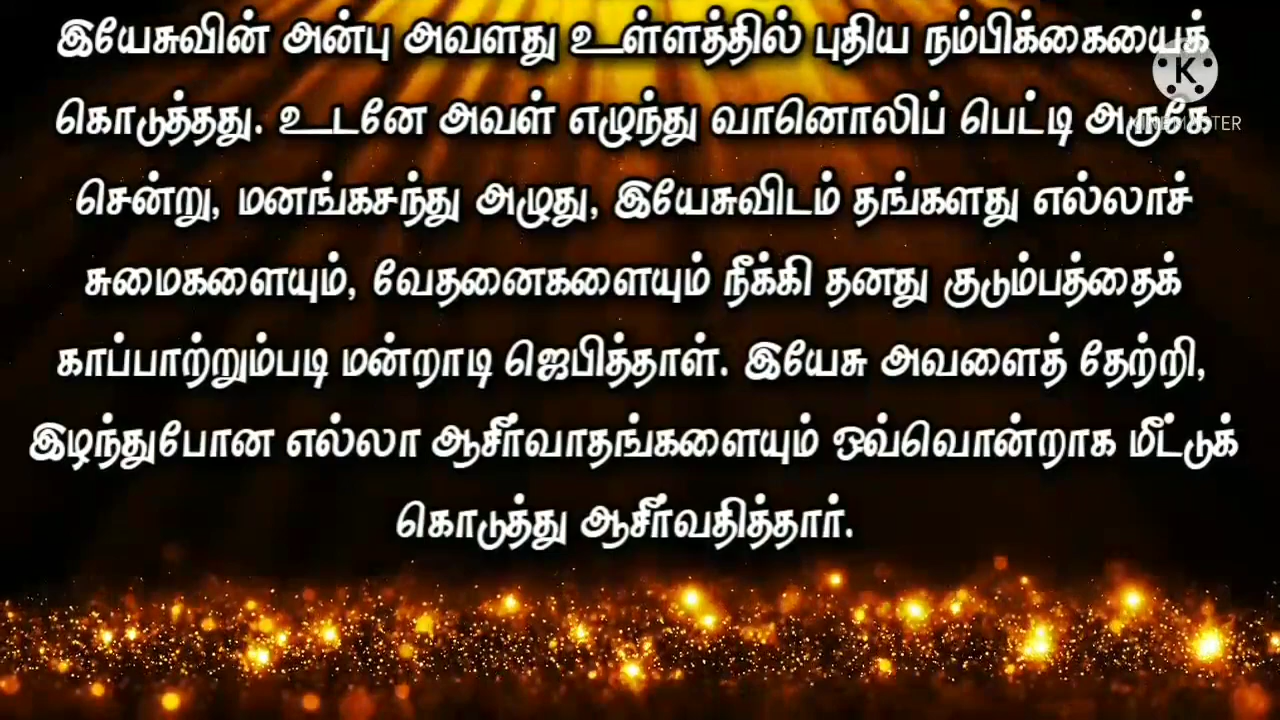 இயேசுவின் அன்பு அவளது உள்ளத்தில் புதிய நம்பிக்கையைக்
கொடுத்தது. உடனே அவள் எழுந்து வானொலிப் பெட்டி அருகே
சென்று, மனங்கசந்து அழுது, இயேசுவிடம் தங்களது எல்லாச்
சுமைகளையும், வேதனைகளையும் நீக்கி தனது குடும்பத்தைக்
காப்பாற்றும்படி மன்றாடி ஜெபித்தாள். இயேசு அவளைத் தேற்றி,
இழந்துபோன எல்லா ஆசீர்வாதங்களையும் ஒவ்வொன்றாக மீட்டுக்
கொடுத்து ஆசீர்வதித்தார்.
K
KINEMASTER